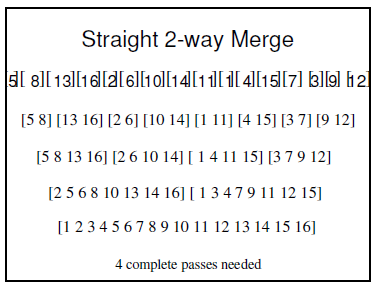 Straight 2-way Merge
5][ 8][ 13][16][2][6][10][14][11][1][ 4][15][7] [3][9] [12]
[5 8] [13 16] [2 6] [10 14] [1 11] [4 15] [3 7] [9 12]
[5 8 13 16] [2 6 10 14] [ 1 4 11 15] [3 7 9 12]
[2 5 6 8 10 13 14 16] [ 1 3 4 7 9 11 12 15]
[1 2 3 4 5 6 7 8 9 10 11 12 13 14 15 16]
4 complete passes needed